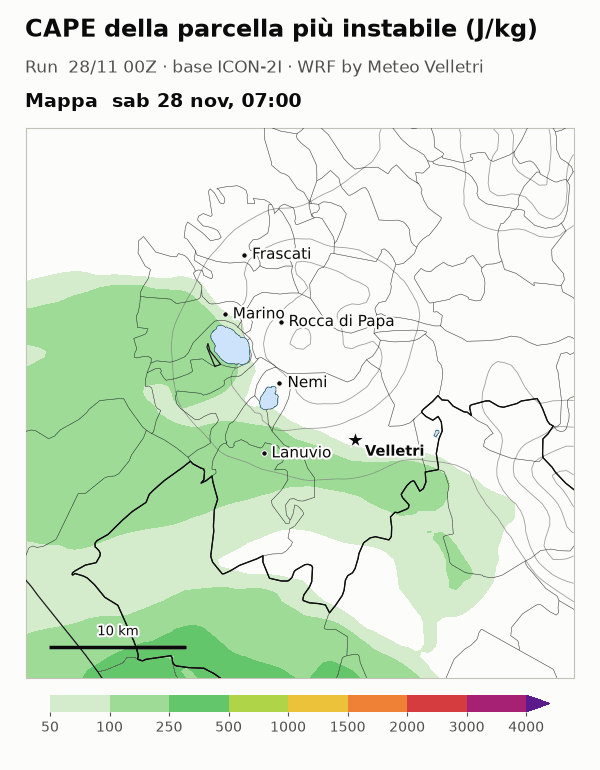 CAPE della parcella più instabile (J/kg)
Run  28/11 00Z · base ICON-2I · WRF by Meteo Velletri
Mappa  sab 28 nov, 07:00
Frascati
Marino
Rocca di Papa
Nemi
Velletri
Lanuvio
10 km
50 100 250 500 1000 1500 2000 3000 4000